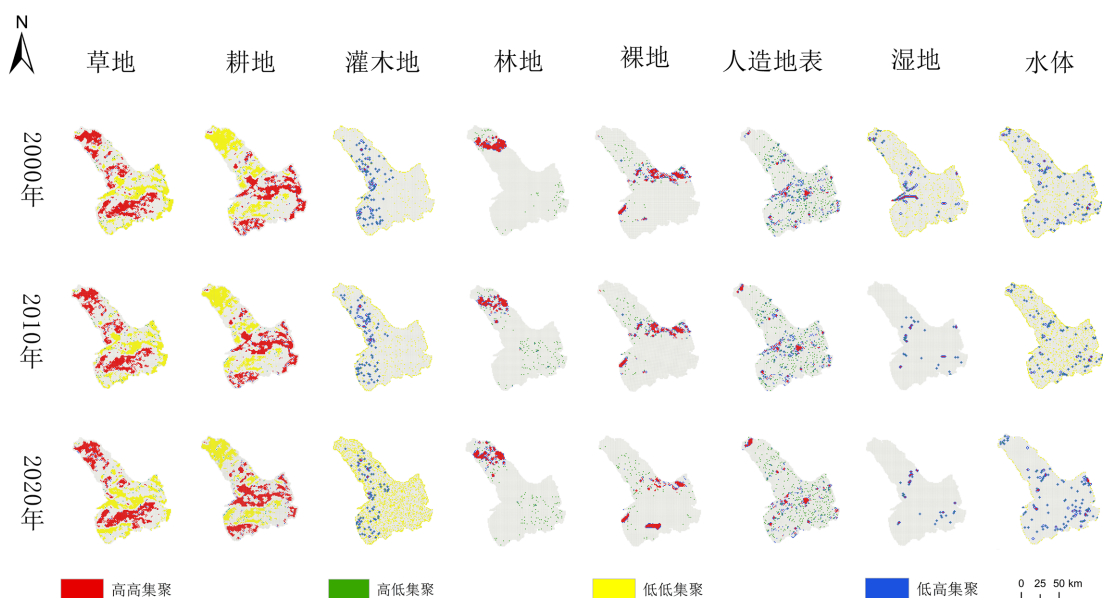 N
草地 耕地 灌木地 林地 裸地 人造地表 湿地 水体
2000年
2010年
2020年
高高集聚 高低集聚 低低集聚 低高集聚 0 25 50 km